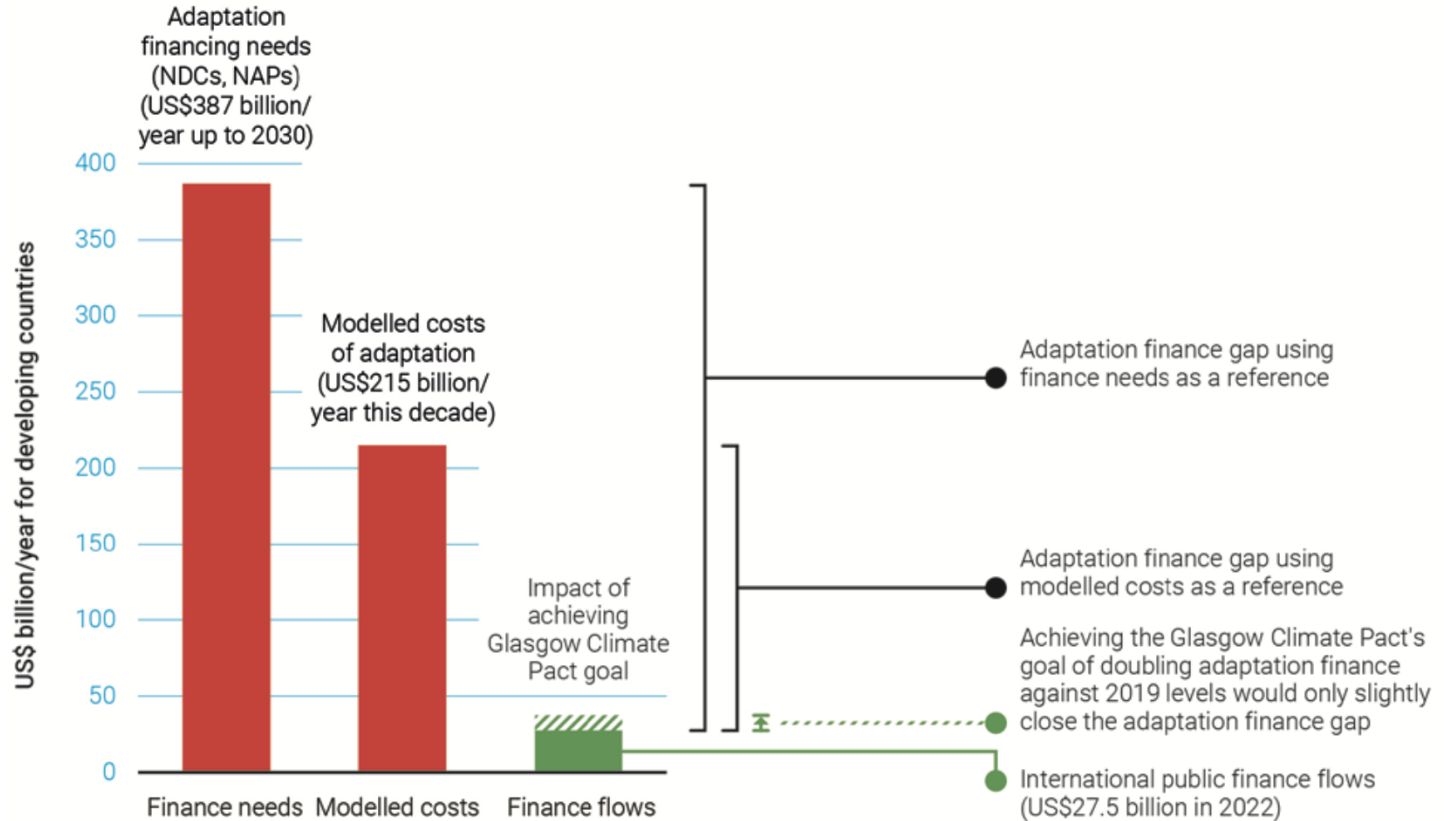 Adaptation
financing needs
(NDCs, NAPs)
(US$387 billion/
year up to 2030)
US$ billion/year for developing countries
400
350
300
250
200
150
100
50
0
Modelled costs
of adaptation
(US$215 billion/
year this decade)
Impact of
achieving
Glasgow Climate
Pact goal
Finance needs
Modelled costs
Finance flows
Adaptation finance gap using
finance needs as a reference
Adaptation finance gap using
modelled costs as a reference
Achieving the Glasgow Climate Pact's
goal of doubling adaptation finance
against 2019 levels would only slightly
close the adaptation finance gap
International public finance flows
(US$27.5 billion in 2022)